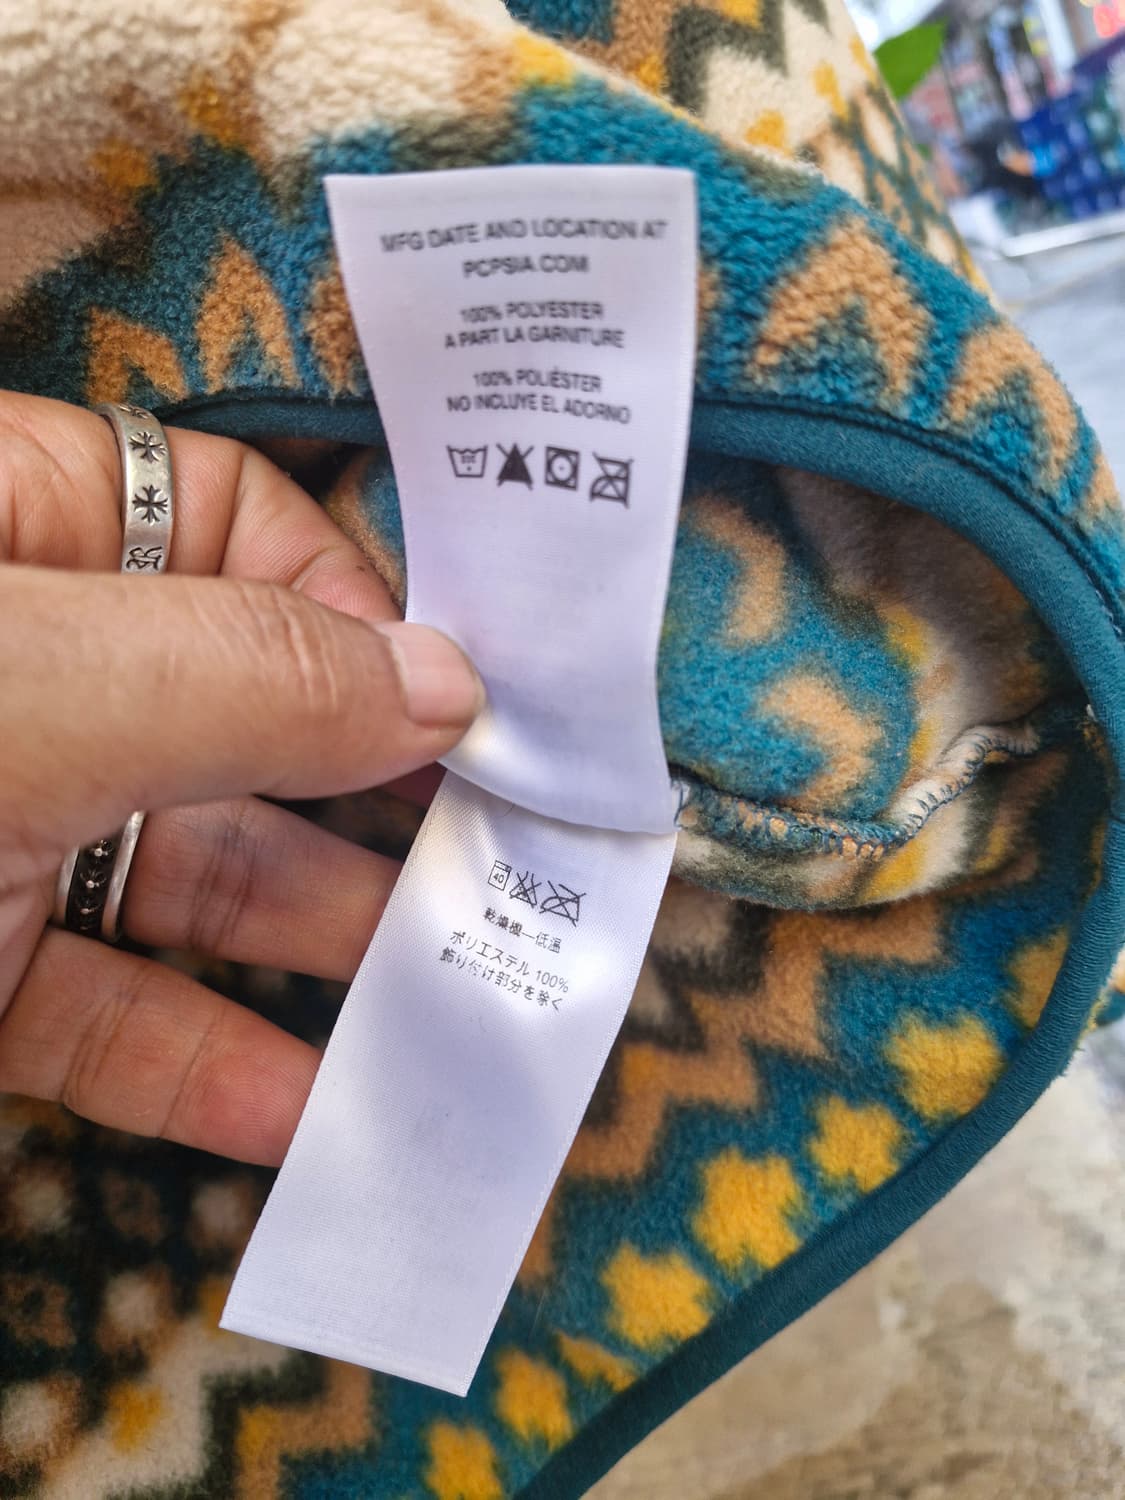 MFG DATE AND LOCATION AT
PCPSIA.COM
100% POLYESTER
A PART LA GARNITURE
100% POLIÉSTER
NO INCLUYE EL ADORNO
40
乾燥機―低温
ポリエステル 100%
飾り付け部分を除く